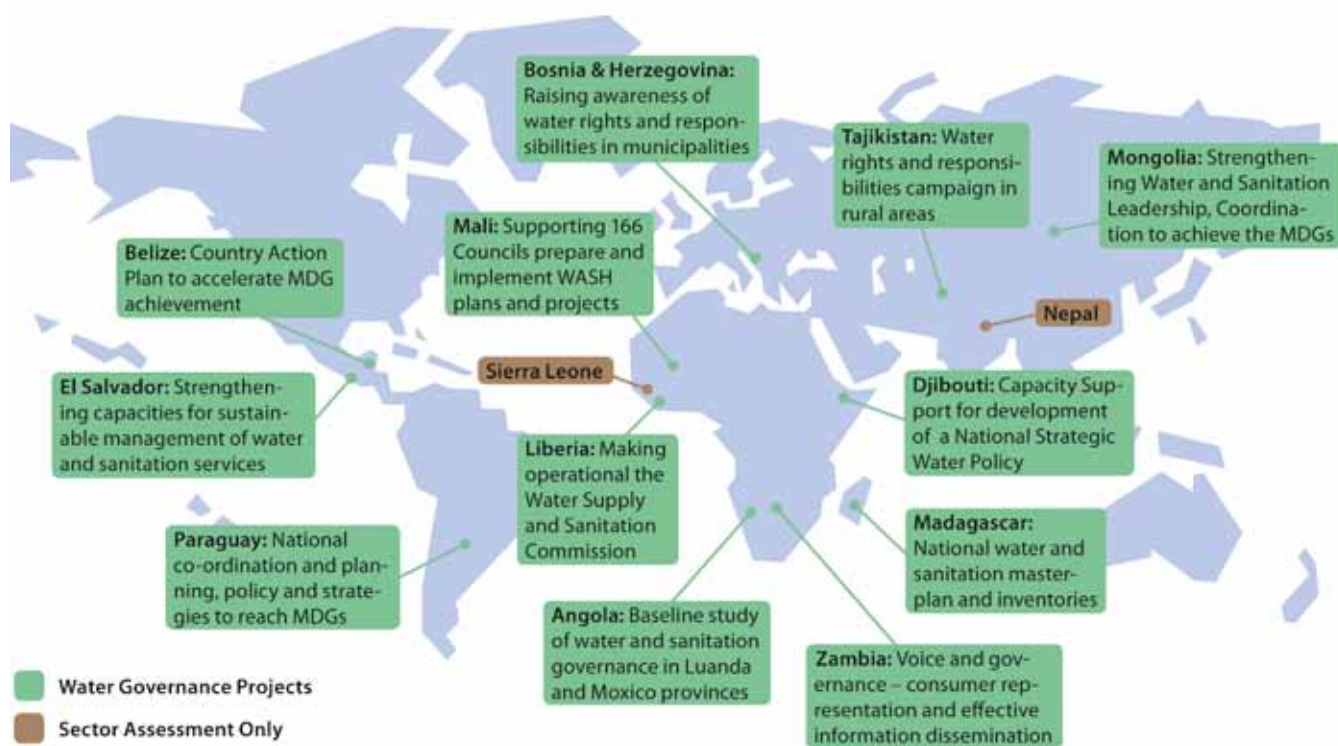 Bosnia & Herzegovina:
Raising awareness of
water rights and respon-
sibilities in municipalities
Tajikistan: Water
rights and responsi-
bilities campaign in
rural areas
Mongolia: Strengthen-
ing Water and Sanitation
Leadership, Coordina-
tion to achieve the MDGs
Mali: Supporting 166
Councils prepare and
implement WASH
plans and projects
Belize: Country Action
Plan to accelerate MDG
achievement
Nepal
Sierra Leone
El Salvador: Strengthen-
ing capacities for sustain-
able management of water
and sanitation services
Djibouti: Capacity Sup-
port for development
of a National Strategic
Water Policy
Liberia: Making
operational the
Water Supply
and Sanitation
Commission
Madagascar:
National water and
sanitation master-
plan and inventories
Paraguay: National
co-ordination and plan-
ning, policy and strate-
gies to reach MDGs
Angola: Baseline study
of water and sanitation
governance in Luanda
and Moxico provinces
Zambia: Voice and gov-
ernance – consumer rep-
resentation and effective
information dissemination
Water Governance Projects
Sector Assessment Only